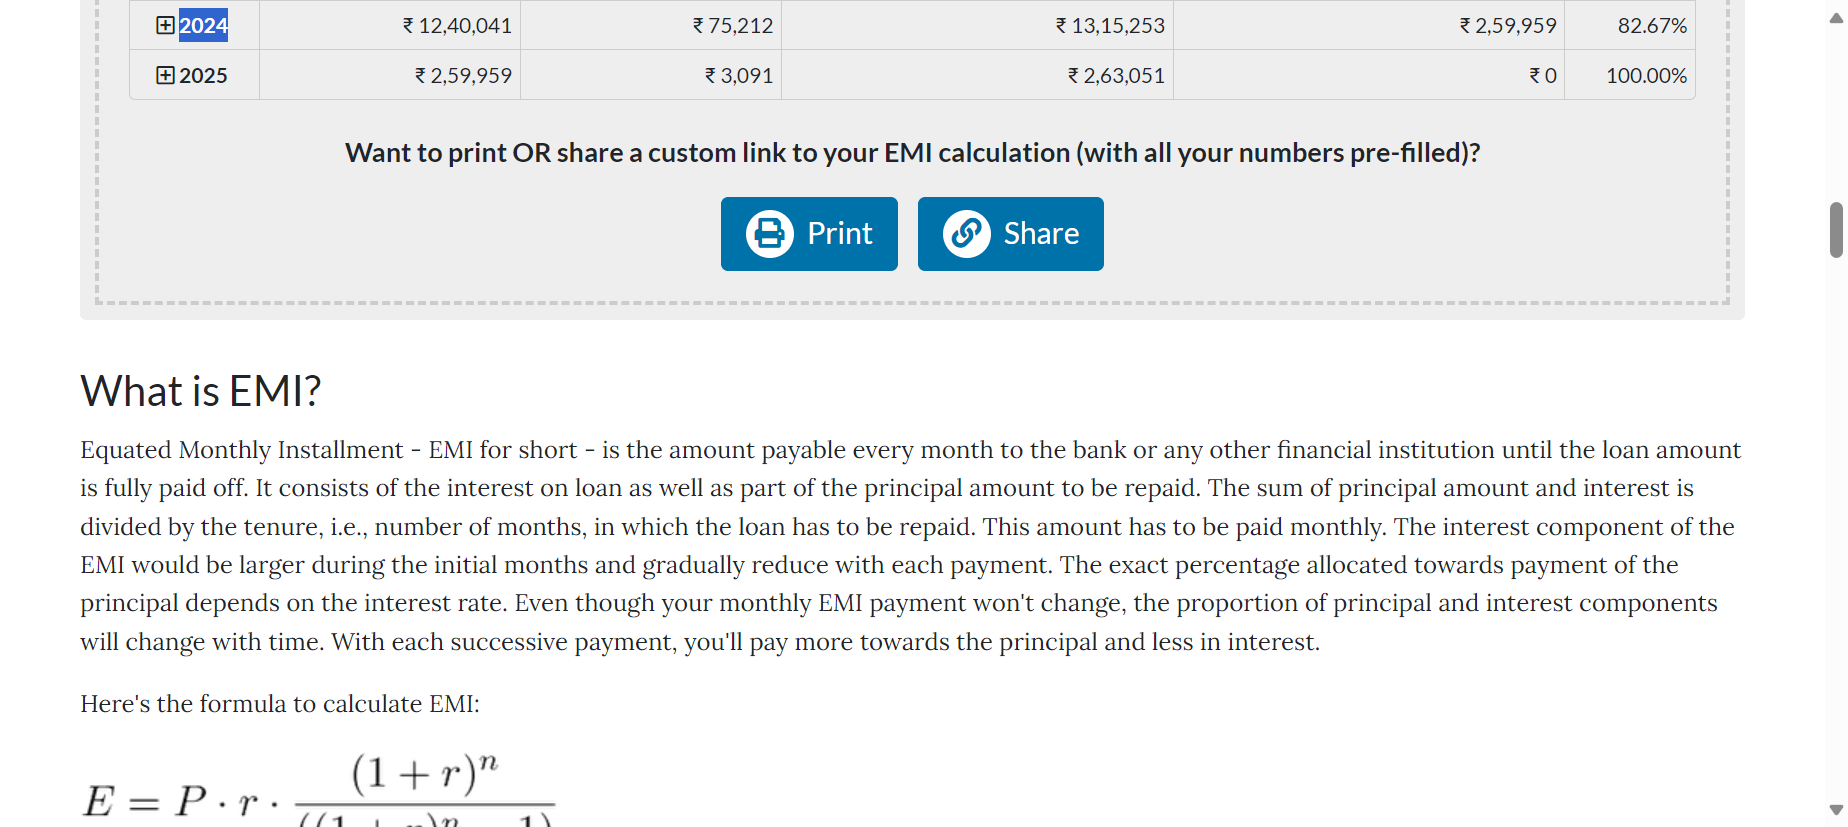 2024 ₹ 12,40,041 ₹ 75,212 ₹ 13,15,253 ₹ 2,59,959 82.67%
2025 ₹ 2,59,959 ₹ 3,091 ₹ 2,63,051 ₹ 0 100.00%
Want to print OR share a custom link to your EMI calculation (with all your numbers pre-filled)?
Print Share
What is EMI?
Equated Monthly Installment - EMI for short - is the amount payable every month to the bank or any other financial institution until the loan amount
is fully paid off. It consists of the interest on loan as well as part of the principal amount to be repaid. The sum of principal amount and interest is
divided by the tenure, i.e., number of months, in which the loan has to be repaid. This amount has to be paid monthly. The interest component of the
EMI would be larger during the initial months and gradually reduce with each payment. The exact percentage allocated towards payment of the
principal depends on the interest rate. Even though your monthly EMI payment won't change, the proportion of principal and interest components
will change with time. With each successive payment, you'll pay more towards the principal and less in interest.
Here's the formula to calculate EMI:
(1 + r)^n
E = P · r ·